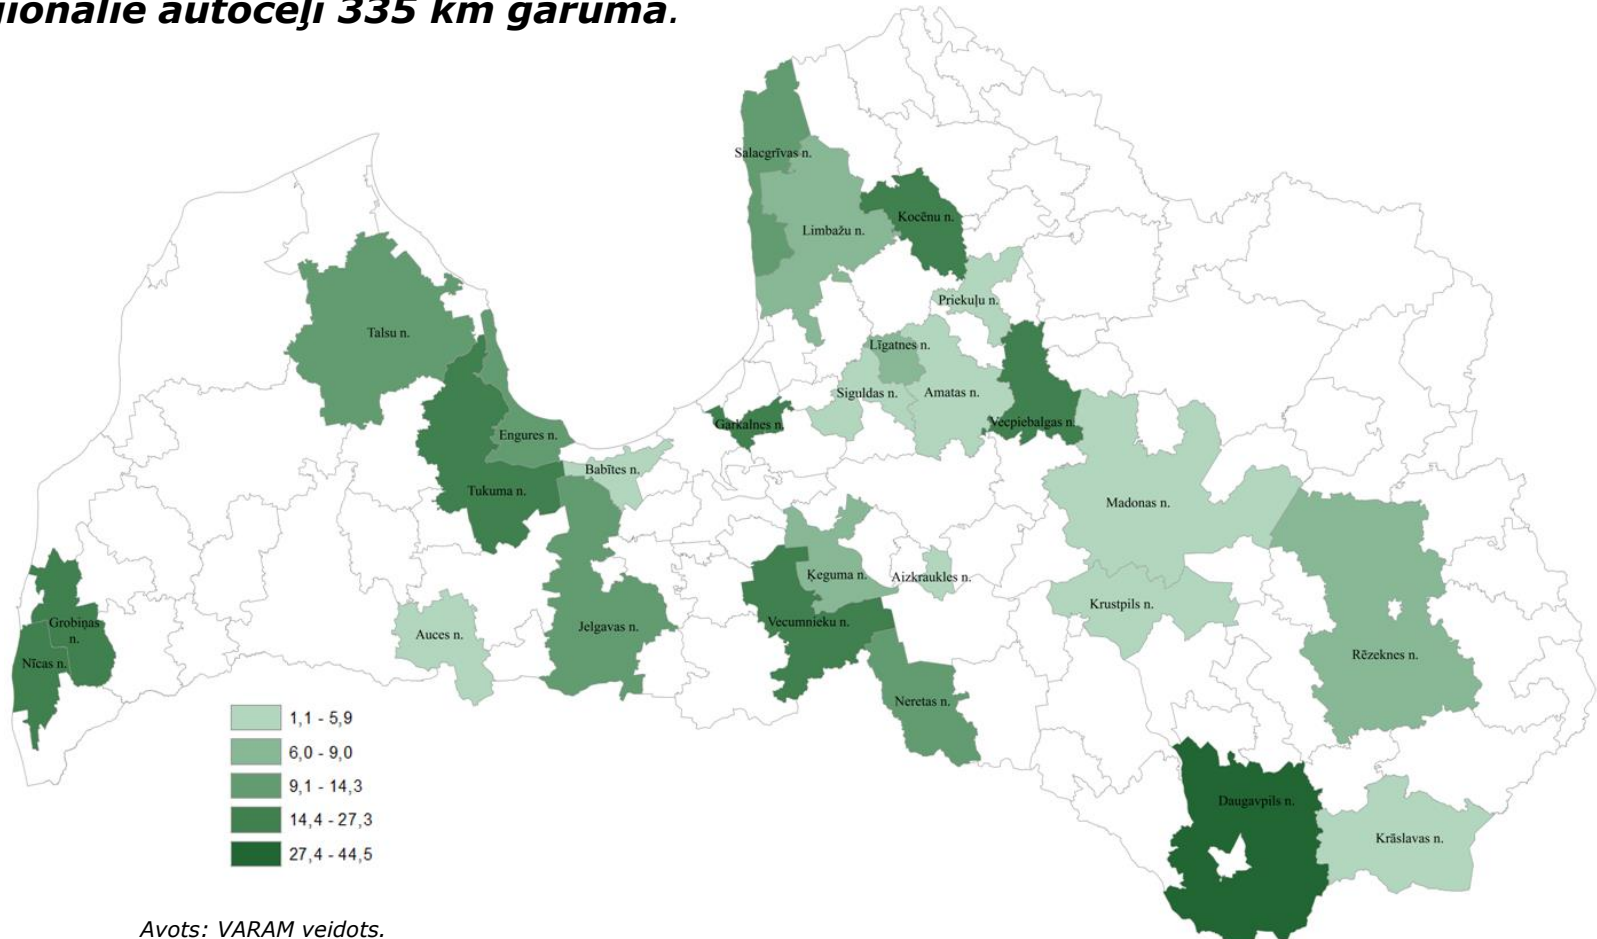 ģionālie autoceļi 335 km garumā.
Salacgrīvas n.
Kocēnu n.
Limbažu n.
Priekuļu n.
Talsu n.
Līgatnes n.
Siguldas n.
Amatas n.
Garkalnes n.
Vecpiebalgas n.
Engures n.
Babītes n.
Tukuma n.
Madonas n.
Ķeguma n.
Aizkraukles n.
Krustpils n.
Grobiņas
n.
Vecumnieku n.
Jelgavas n.
Auces n.
Nīcas n.
Rēzeknes n.
Neretas n.
1,1 - 5,9
6,0 - 9,0
9,1 - 14,3
14,4 - 27,3
27,4 - 44,5
Daugavpils n.
Krāslavas n.
Avots: VARAM veidots.